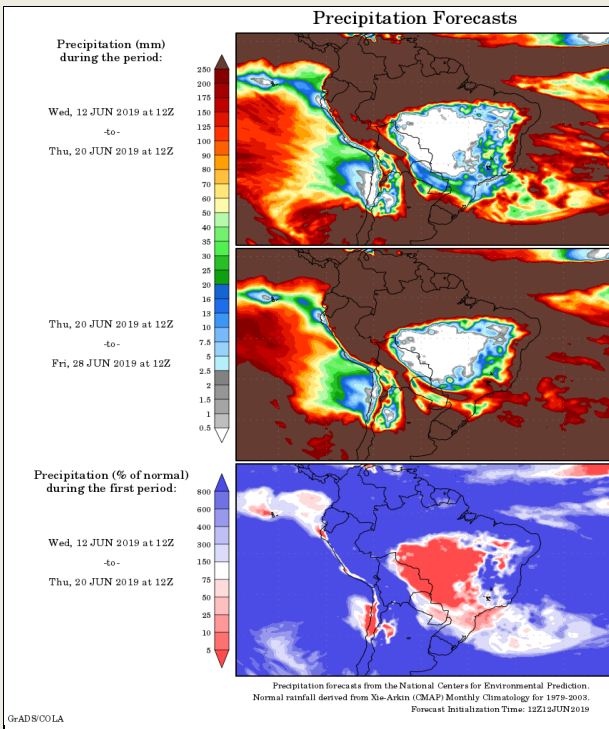 Precipitation Forecasts
Precipitation (mm)
during the period:
Wed, 12 JUN 2019 at 12Z
-to-
Thu, 20 JUN 2019 at 12Z
250
200
175
150
125
100
90
80
70
60
50
40
35
30
25
20
16
13
10
7.5
5
2.5
2
1.5
1
0.5
Thu, 20 JUN 2019 at 12Z
-to-
Fri, 28 JUN 2019 at 12Z
Precipitation (% of normal)
during the first period:
Wed, 12 JUN 2019 at 12Z
-to-
Thu, 20 JUN 2019 at 12Z
800
600
400
300
150
75
50
25
10
5
Precipitation forecasts from the National Centers for Environmental Prediction.
Normal rainfall derived from Xie-Arkin (CMAP) Monthly Climatology for 1979-2003.
Forecast Initialization Time: 12Z12JUN2019
GrADS/COLA